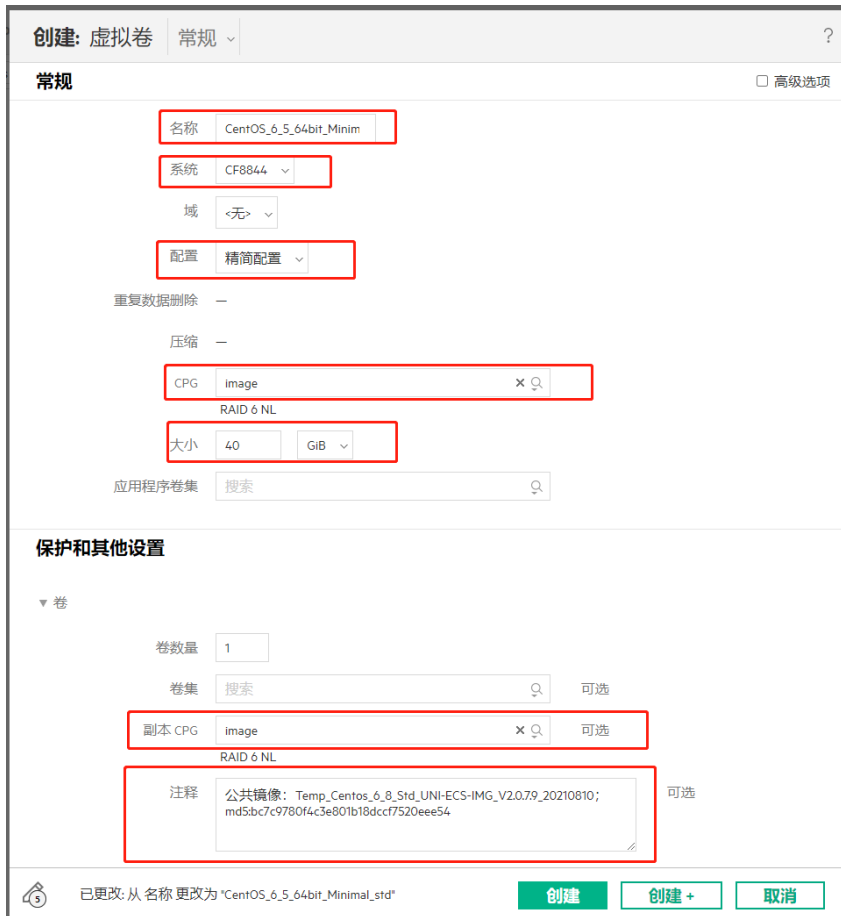 创建: 虚拟卷 常规 ?
常规 高级选项
名称 CentOS_6_5_64bit_Minim
系统 CF8844
域 <无>
配置 精简配置
重复数据删除 —
压缩 —
CPG image
RAID 6 NL
大小 40 GiB
应用程序卷集 搜索
保护和其他设置
卷
卷数量 1
卷集 搜索 可选
副本 CPG image 可选
RAID 6 NL
注释 公共镜像：Temp_Centos_6_8_Std_UNI-ECS-IMG_V2.0.7.9_20210810； 可选
md5:bc7c9780f4c3e801b18dccf7520eee54
5 已更改: 从 名称 更改为 "CentOS_6_5_64bit_Minimal_std" 创建 创建 + 取消